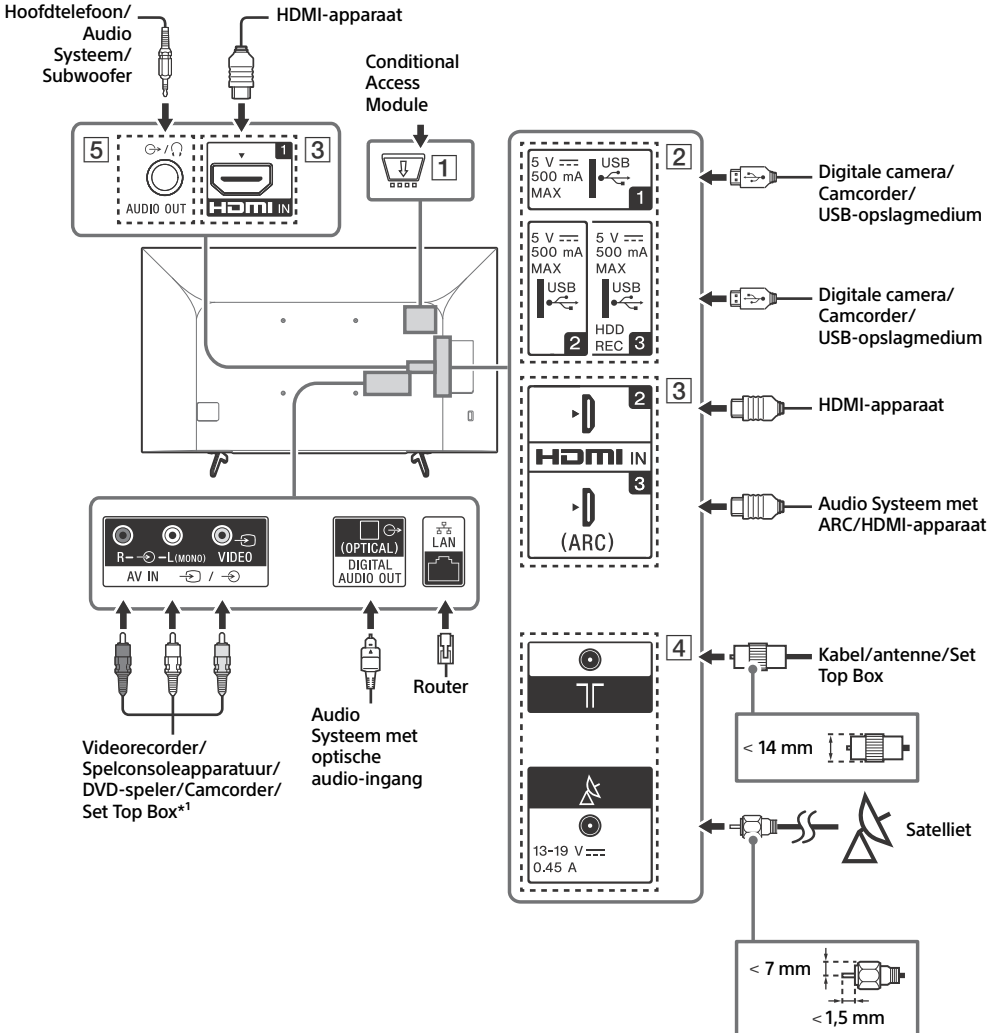 Hoofdtelefoon/
Audio
Systeem/
Subwoofer
HDMI-apparaat
Conditional
Access
Module
5
AUDIO OUT
1
3
HDMI IN
1
2
5 V
500 mA
MAX
USB
1
Digitale camera/
Camcorder/
USB-opslagmedium
5 V
500 mA
MAX
USB
2
5 V
500 mA
MAX
USB
HDD
REC 3
Digitale camera/
Camcorder/
USB-opslagmedium
3
2
HDMI IN
3
(ARC)
HDMI-apparaat
Audio Systeem met
ARC/HDMI-apparaat
R- -L(MONO) VIDEO
AV IN /
(OPTICAL)
DIGITAL
AUDIO OUT
LAN
Videorecorder/
Spelconsoleapparatuur/
DVD-speler/Camcorder/
Set Top Box*1
Audio
Systeem met
optische
audio-ingang
Router
4
Kabel/antenne/Set
Top Box
< 14 mm
13-19 V
0.45 A
Satelliet
< 7 mm
< 1,5 mm